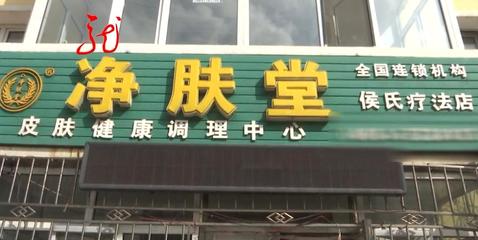 龙
®
净肤堂
全国连锁机构
侯氏疗法店
皮肤健康调理中心